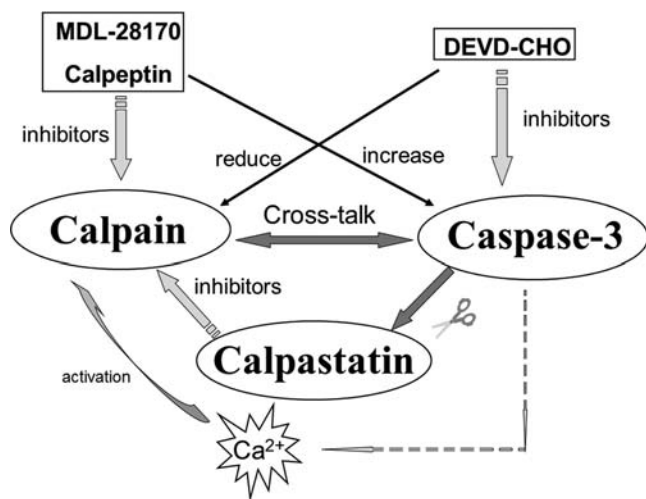 MDL-28170
Calpeptin
DEVD-CHO
inhibitors
inhibitors
reduce
increase
Cross-talk
Calpain
Caspase-3
inhibitors
Calpastatin
activation
Ca²⁺